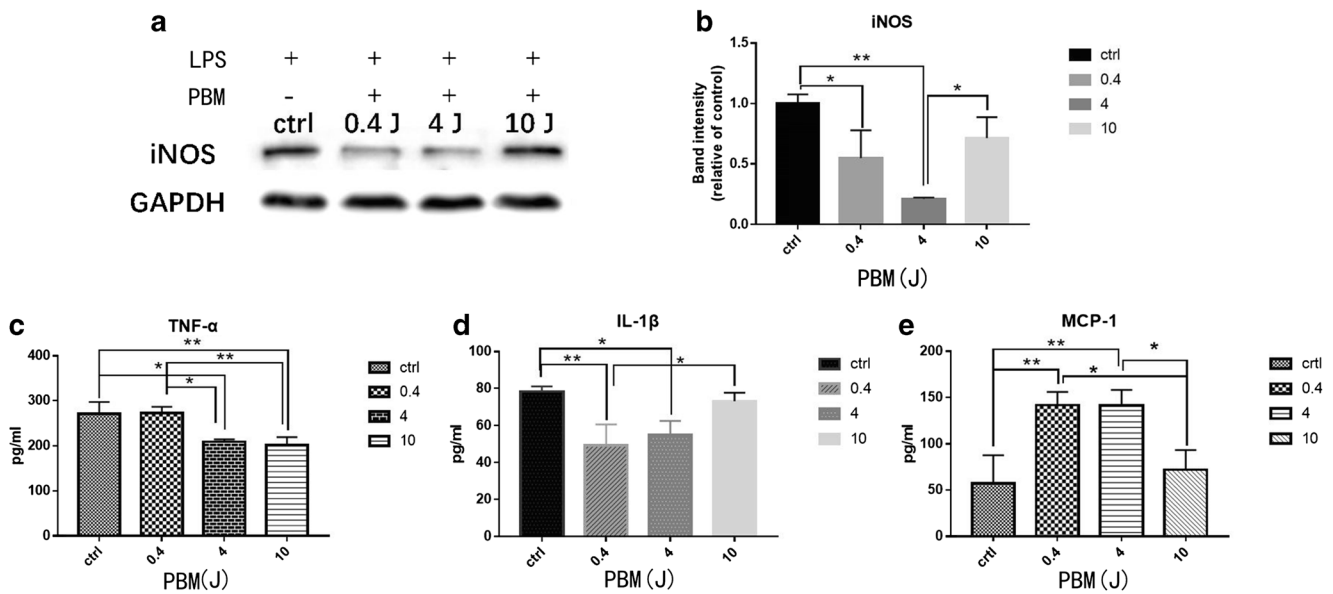 a
LPS + + + +
PBM - + + +
ctrl 0.4 J 4 J 10 J
iNOS
GAPDH
b
iNOS
Band intensity
(relative of control)
1.5
1.0
0.5
0.0
** * *
ctrl 0.4 4 10
PBM(J)
ctrl
0.4
4
10
c
TNF-α
pg/ml
400
300
200
100
0
** ** * *
ctrl 0.4 4 10
PBM(J)
ctrl
0.4
4
10
d
IL-1β
pg/ml
100
80
60
40
20
0
* ** *
ctrl 0.4 4 10
PBM(J)
ctrl
0.4
4
10
e
MCP-1
pg/ml
200
150
100
50
0
** * ** *
crtl 0.4 4 10
PBM(J)
crtl
0.4
4
10